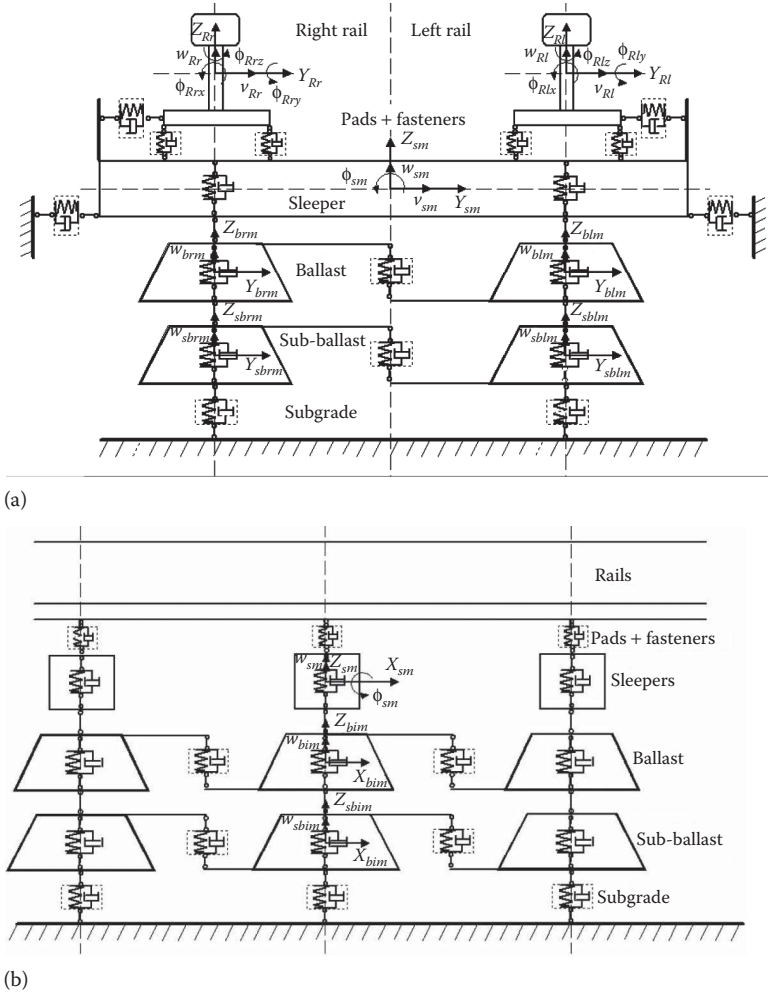 Z_Rr Right rail Left rail Z_Rl
w_Rr ϕ_Rrz w_Rl ϕ_Rlz ϕ_Rly
ϕ_Rrx v_Rr ϕ_Rry Y_Rr ϕ_Rlx v_Rl Y_Rl
Pads + fasteners
Z_sm
ϕ_sm w_sm
v_sm Y_sm
Sleeper
Z_brm Z_blm
w_brm Ballast w_blm
Y_brm Y_blm
Z_sbrm Z_sblm
w_sbrm Sub-ballast w_sblm
Y_sbrm Y_sblm
Subgrade
(a)
Rails
Pads + fasteners
w_sm Z_sm X_sm
Sleepers
ϕ_sm
Z_bim
w_bim Ballast
X_bim
Z_sbim
w_sbim Sub-ballast
X_bim
Subgrade
(b)